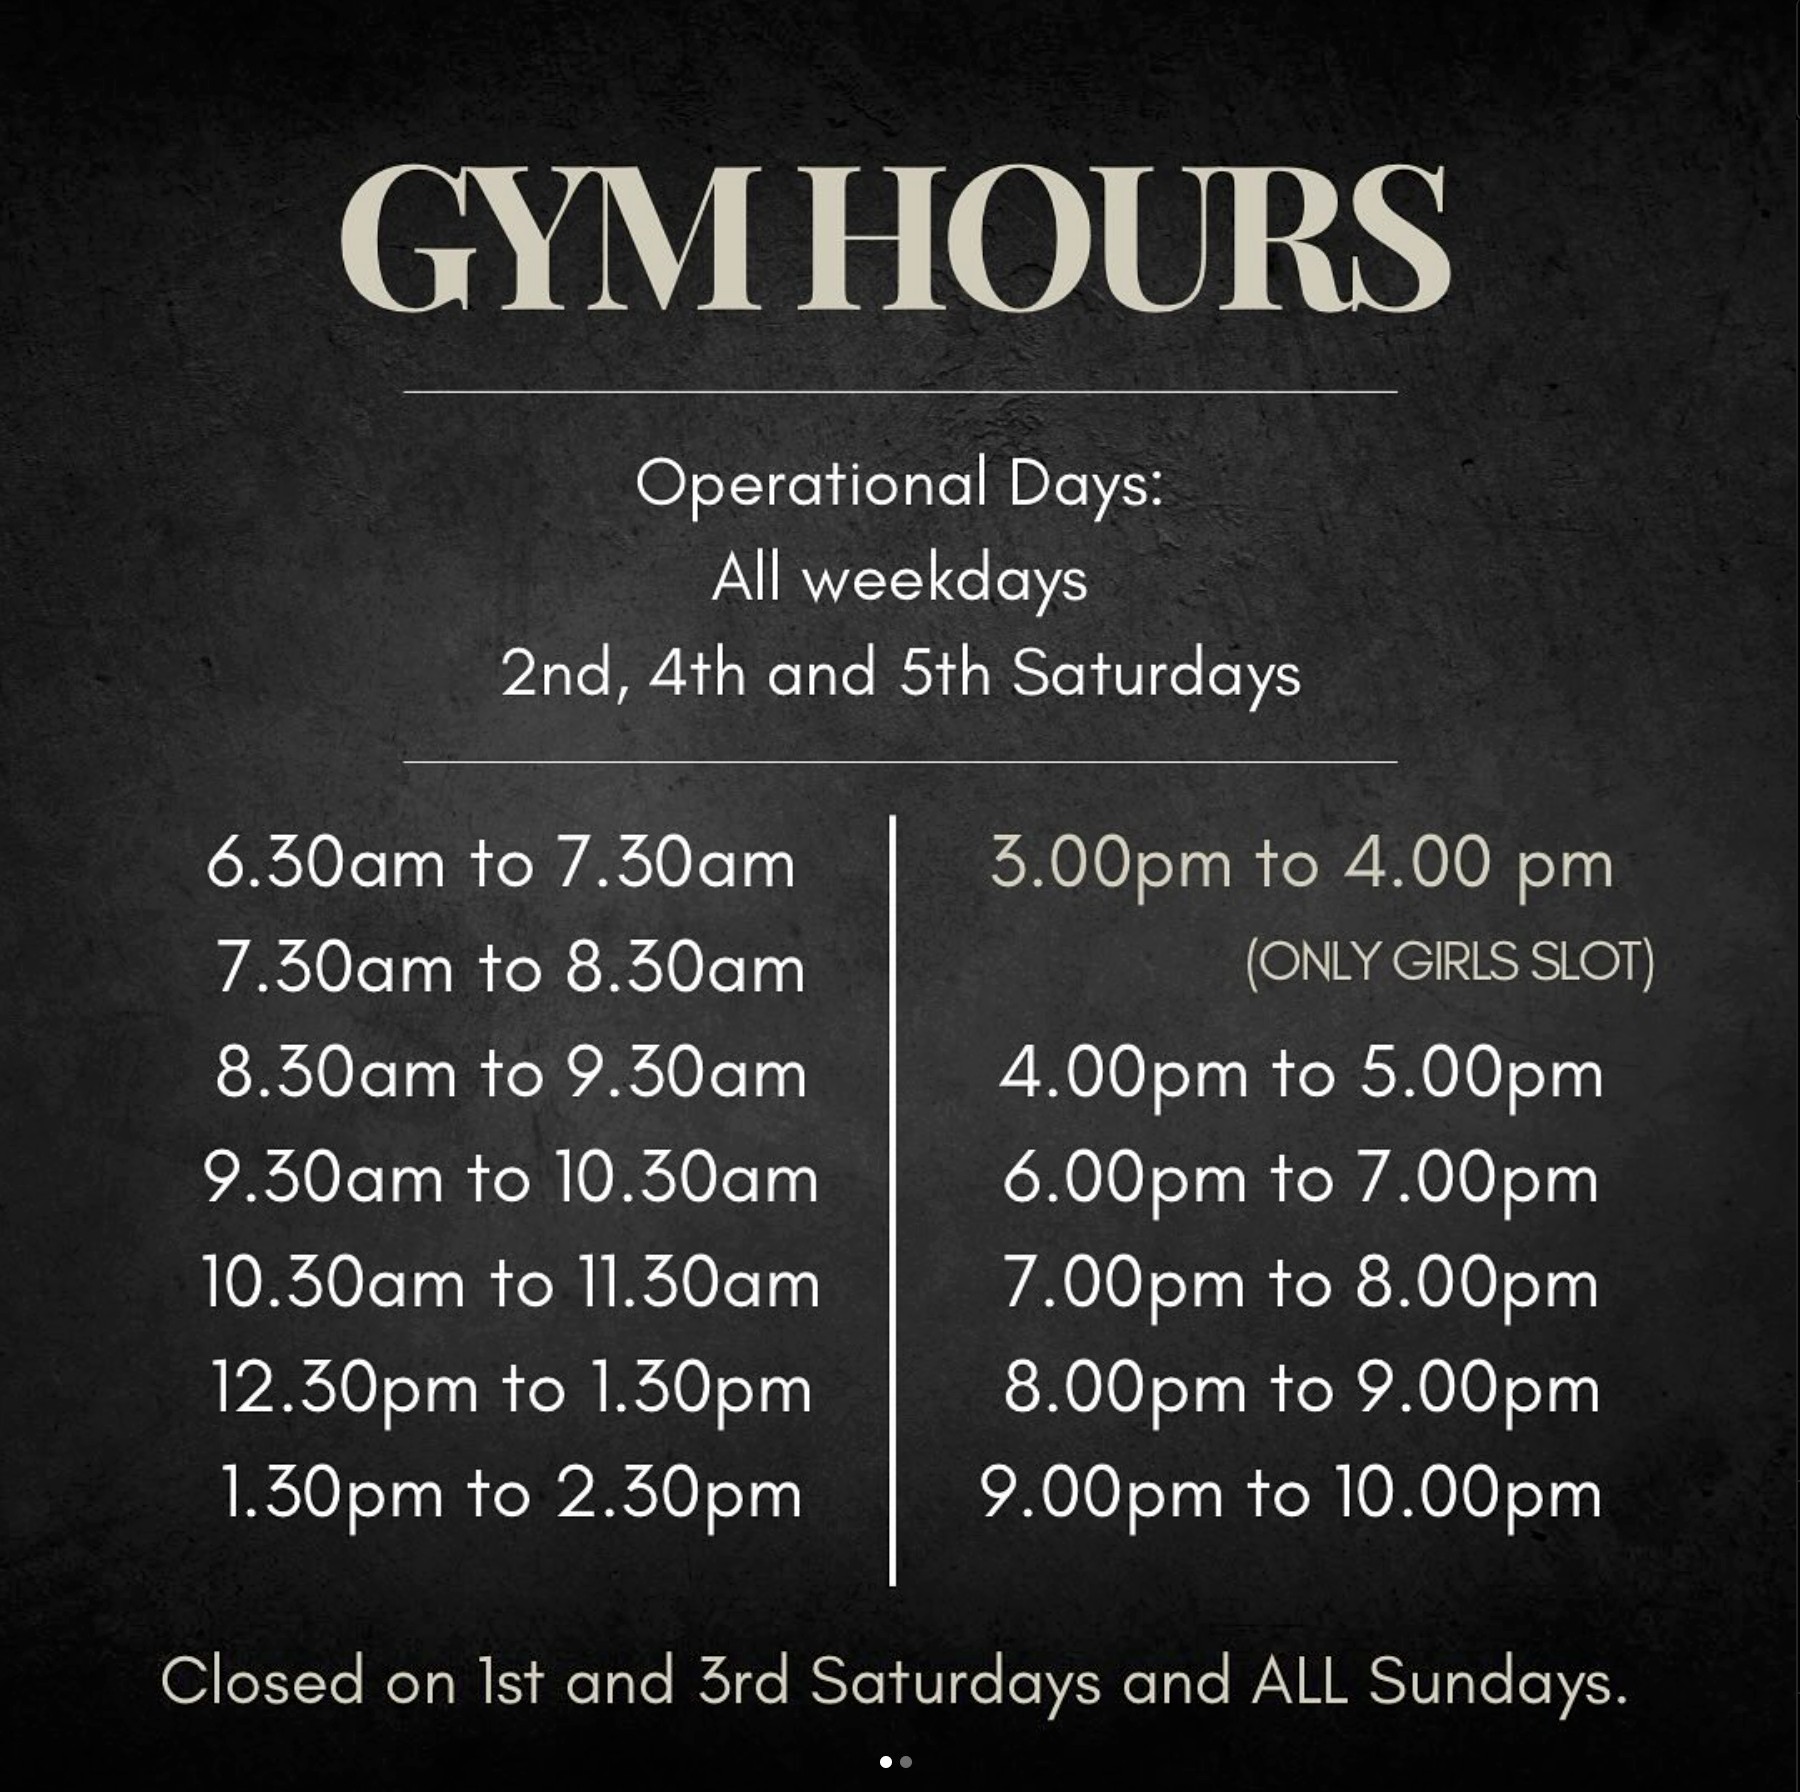 GYM HOURS
Operational Days:
All weekdays
2nd, 4th and 5th Saturdays
6.30am to 7.30am
7.30am to 8.30am
8.30am to 9.30am
9.30am to 10.30am
10.30am to 11.30am
12.30pm to 1.30pm
1.30pm to 2.30pm
3.00pm to 4.00 pm
(ONLY GIRLS SLOT)
4.00pm to 5.00pm
6.00pm to 7.00pm
7.00pm to 8.00pm
8.00pm to 9.00pm
9.00pm to 10.00pm
Closed on 1st and 3rd Saturdays and ALL Sundays.